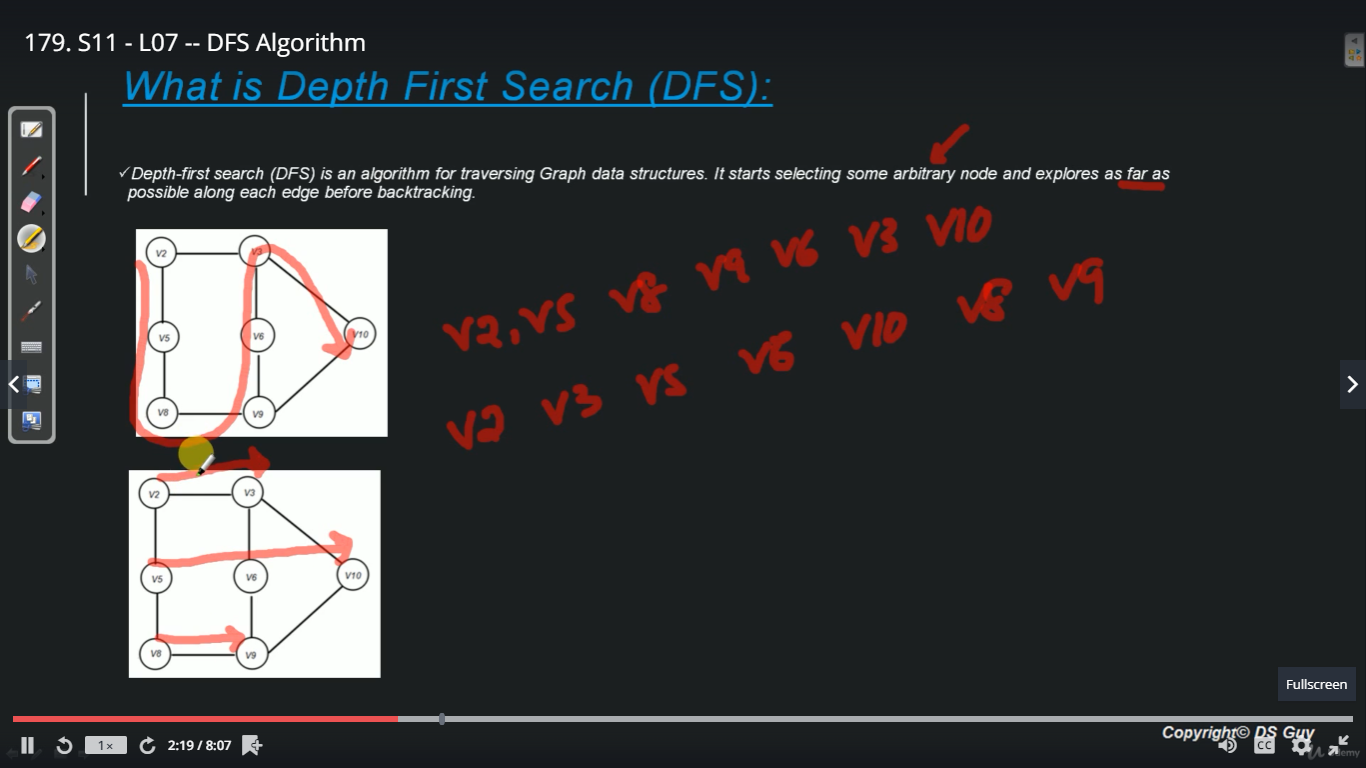 179. S11 - L07 -- DFS Algorithm
What is Depth First Search (DFS):
✓Depth-first search (DFS) is an algorithm for traversing Graph data structures. It starts selecting some arbitrary node and explores as far as
possible along each edge before backtracking.
V2 V3
V5 V6 V10
V8 V9
V2, V5 V8 V9 V6 V3 V10
V2 V3 V5 V6 V10 V8 V9
V2 V3
V5 V6 V10
V8 V9
Fullscreen
Copyright© DS Guy
1x
2:19 / 8:07
CC